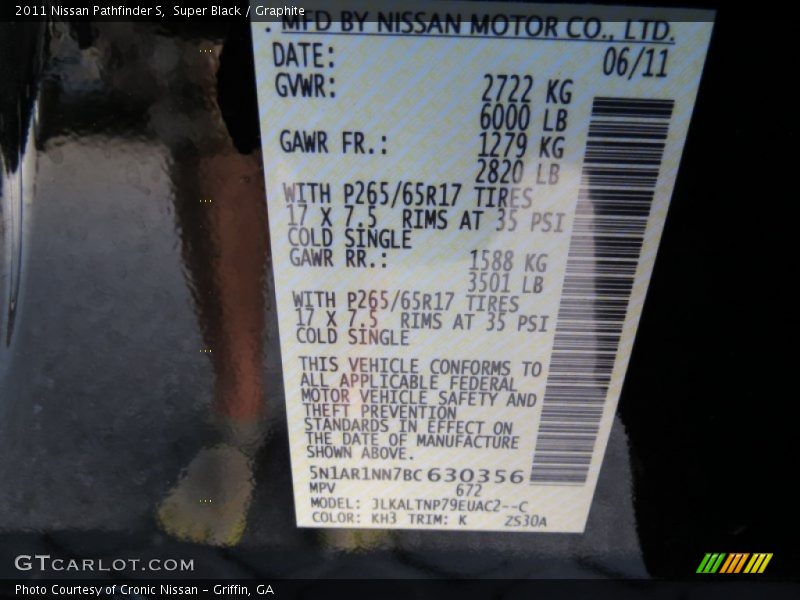 2011 Nissan Pathfinder S, Super Black / Graphite
. MFD BY NISSAN MOTOR CO., LTD.
DATE: 06/11
GVWR: 2722 KG
6000 LB
GAWR FR.: 1279 KG
2820 LB
WITH P265/65R17 TIRES
17 X 7.5 RIMS AT 35 PSI
COLD SINGLE
GAWR RR.: 1588 KG
3501 LB
WITH P265/65R17 TIRES
17 X 7.5 RIMS AT 35 PSI
COLD SINGLE
THIS VEHICLE CONFORMS TO
ALL APPLICABLE FEDERAL
MOTOR VEHICLE SAFETY AND
THEFT PREVENTION
STANDARDS IN EFFECT ON
THE DATE OF MANUFACTURE
SHOWN ABOVE.
5N1AR1NN7BC630356
MPV 672
MODEL: JLKALTNP79EUAC2--C
COLOR: KH3 TRIM: K ZS30A
GTCARLOT.COM
Photo Courtesy of Cronic Nissan - Griffin, GA